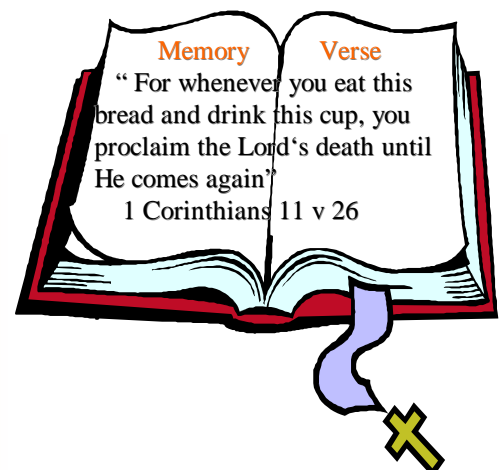 Memory Verse
“ For whenever you eat this
bread and drink this cup, you
proclaim the Lord‘s death until
He comes again”
1 Corinthians 11 v 26